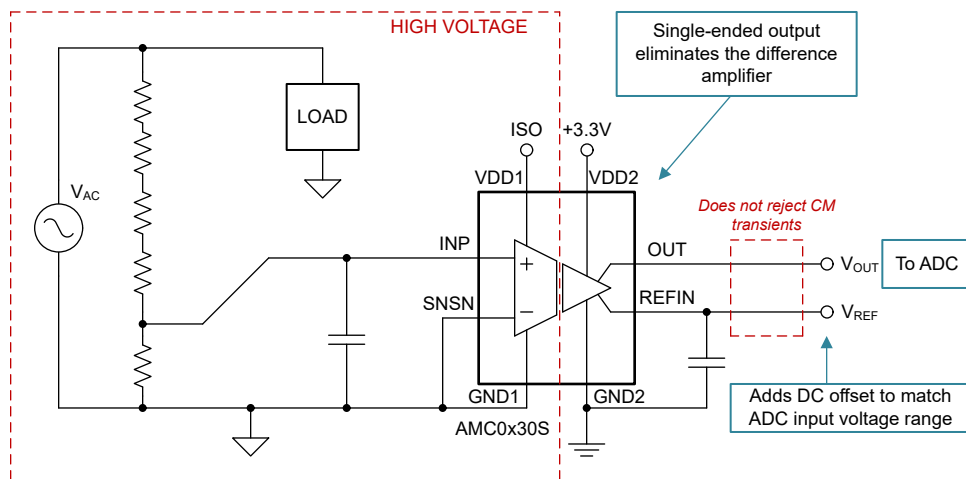 HIGH VOLTAGE
Single-ended output
eliminates the difference
amplifier
LOAD
ISO
+3.3V
VDD1
VDD2
VAC
Does not reject CM
transients
INP
OUT
+
VOUT
To ADC
SNSN
REFIN
−
VREF
GND1
GND2
AMC0x30S
Adds DC offset to match
ADC input voltage range